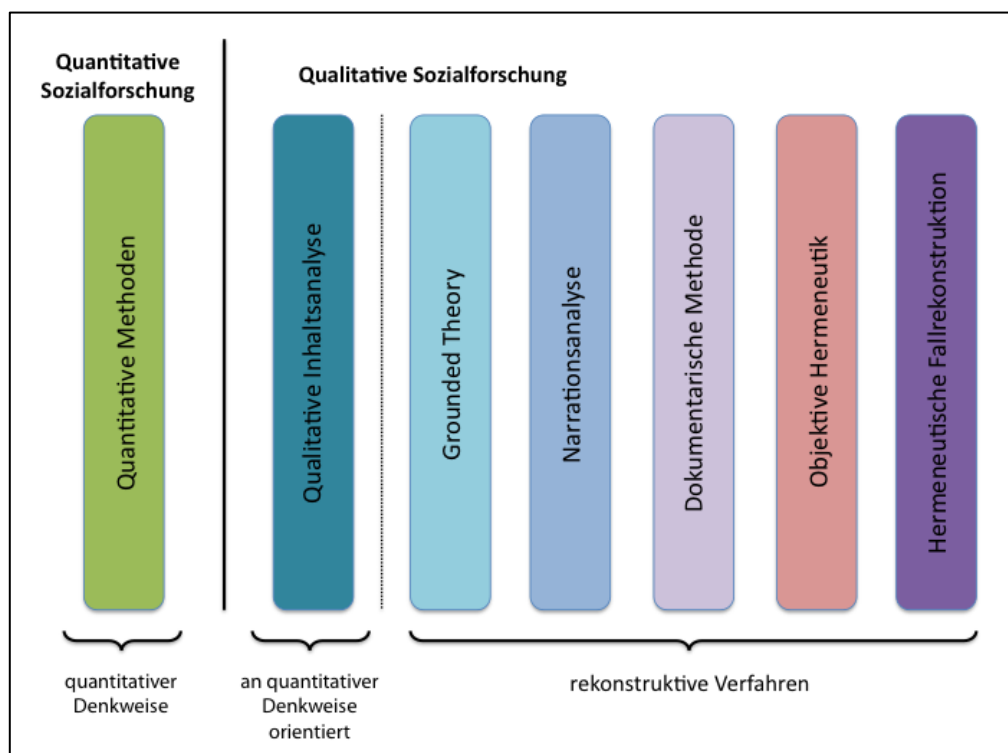 Quantitative
Sozialforschung
Qualitative Sozialforschung
Quantitative Methoden
Qualitative Inhaltsanalyse
Grounded Theory
Narrationsanalyse
Dokumentarische Methode
Objektive Hermeneutik
Hermeneutische Fallrekonstruktion
quantitativer
Denkweise
an quantitativer
Denkweise
orientiert
rekonstruktive Verfahren